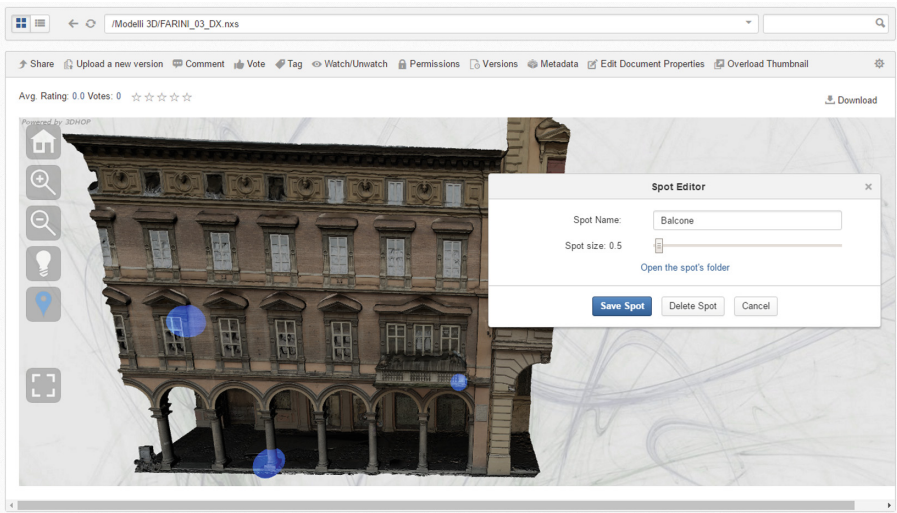 /Modelli 3D/FARINI_03_DX.nxs
Share Upload a new version Comment Vote Tag Watch/Unwatch Permissions Versions Metadata Edit Document Properties Overload Thumbnail
Avg. Rating: 0.0 Votes: 0
Download
Powered by 3DHOP
Spot Editor
Spot Name: Balcone
Spot size: 0.5
Open the spot's folder
Save Spot Delete Spot Cancel